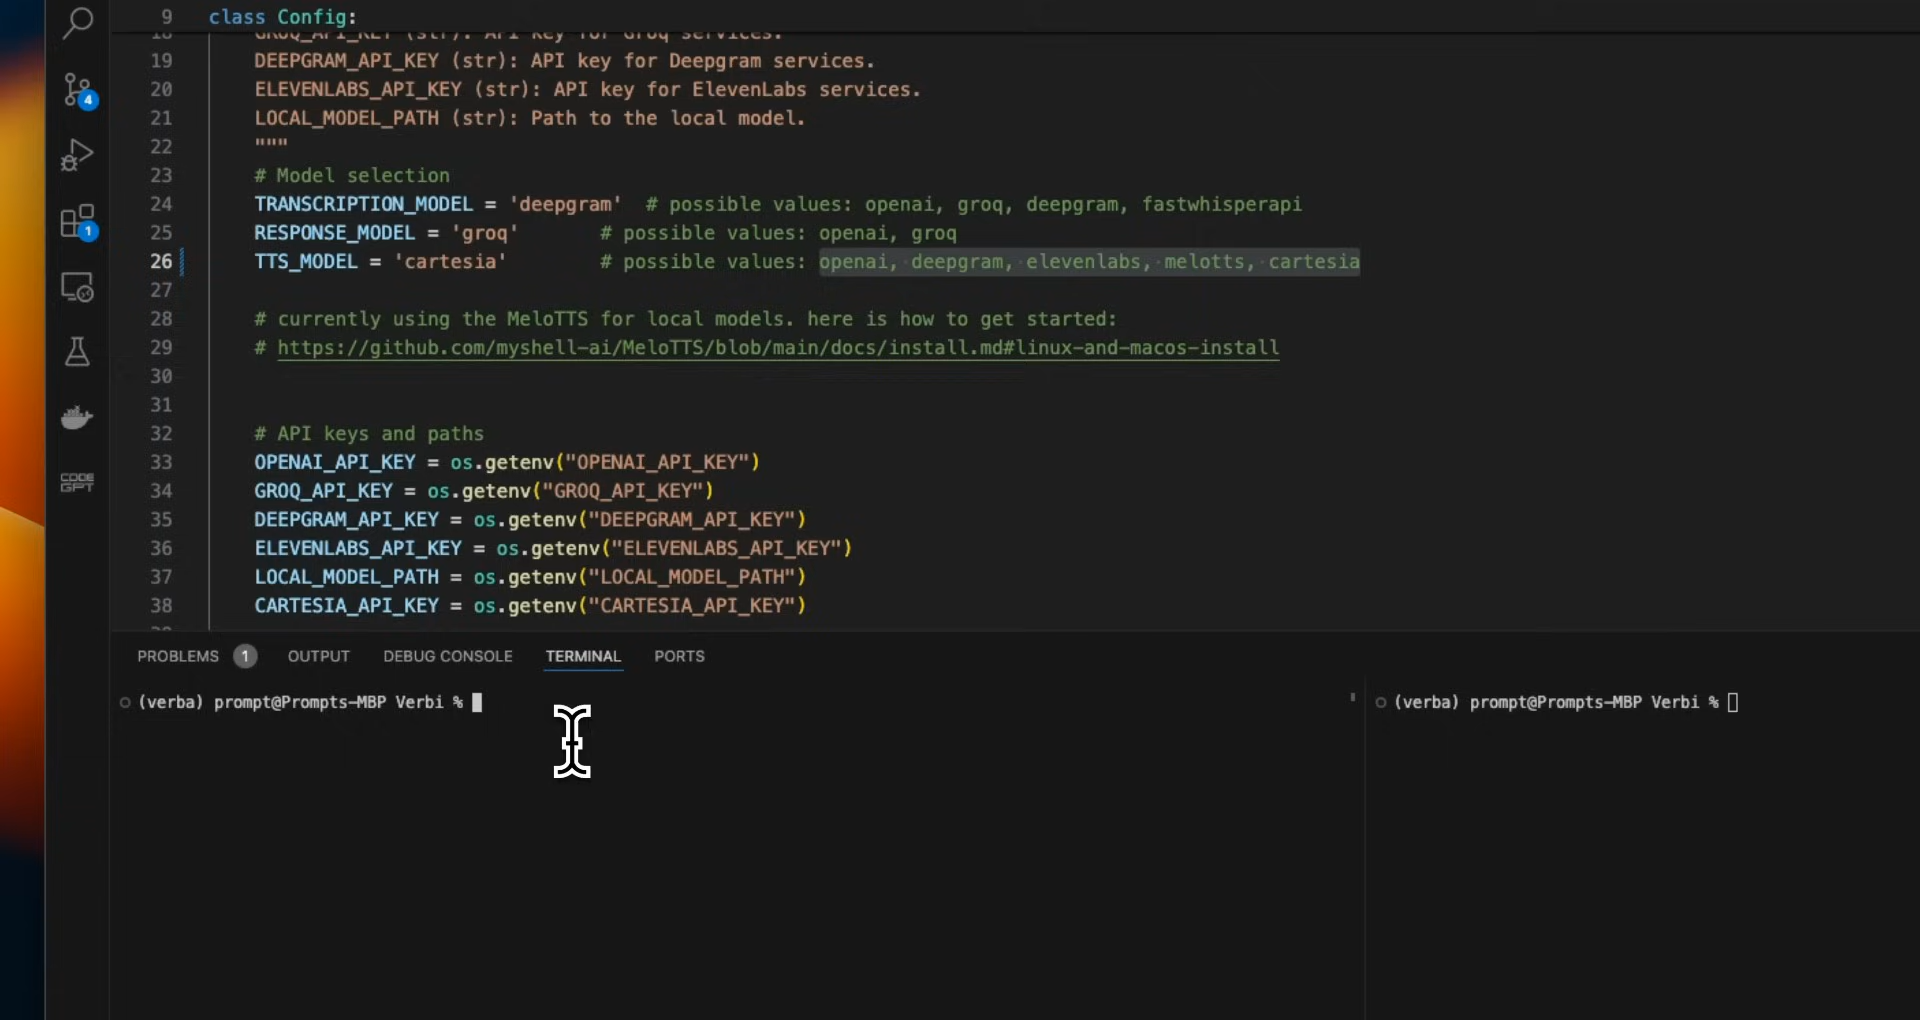 9 class Config:
18 GROQ_API_KEY (str): API key for Groq services.
19 DEEPGRAM_API_KEY (str): API key for Deepgram services.
20 ELEVENLABS_API_KEY (str): API key for ElevenLabs services.
21 LOCAL_MODEL_PATH (str): Path to the local model.
22 """
23 # Model selection
24 TRANSCRIPTION_MODEL = 'deepgram' # possible values: openai, groq, deepgram, fastwhisperapi
25 RESPONSE_MODEL = 'groq' # possible values: openai, groq
26 TTS_MODEL = 'cartesia' # possible values: openai, deepgram, elevenlabs, melotts, cartesia
27
28 # currently using the MeloTTS for local models. here is how to get started:
29 # https://github.com/myshell-ai/MeloTTS/blob/main/docs/install.md#linux-and-macos-install
30
31
32 # API keys and paths
33 OPENAI_API_KEY = os.getenv("OPENAI_API_KEY")
34 GROQ_API_KEY = os.getenv("GROQ_API_KEY")
35 DEEPGRAM_API_KEY = os.getenv("DEEPGRAM_API_KEY")
36 ELEVENLABS_API_KEY = os.getenv("ELEVENLABS_API_KEY")
37 LOCAL_MODEL_PATH = os.getenv("LOCAL_MODEL_PATH")
38 CARTESIA_API_KEY = os.getenv("CARTESIA_API_KEY")
4
1
CODE
GPT
PROBLEMS 1 OUTPUT DEBUG CONSOLE TERMINAL PORTS
(verba) prompt@Prompts-MBP Verbi %
(verba) prompt@Prompts-MBP Verbi %